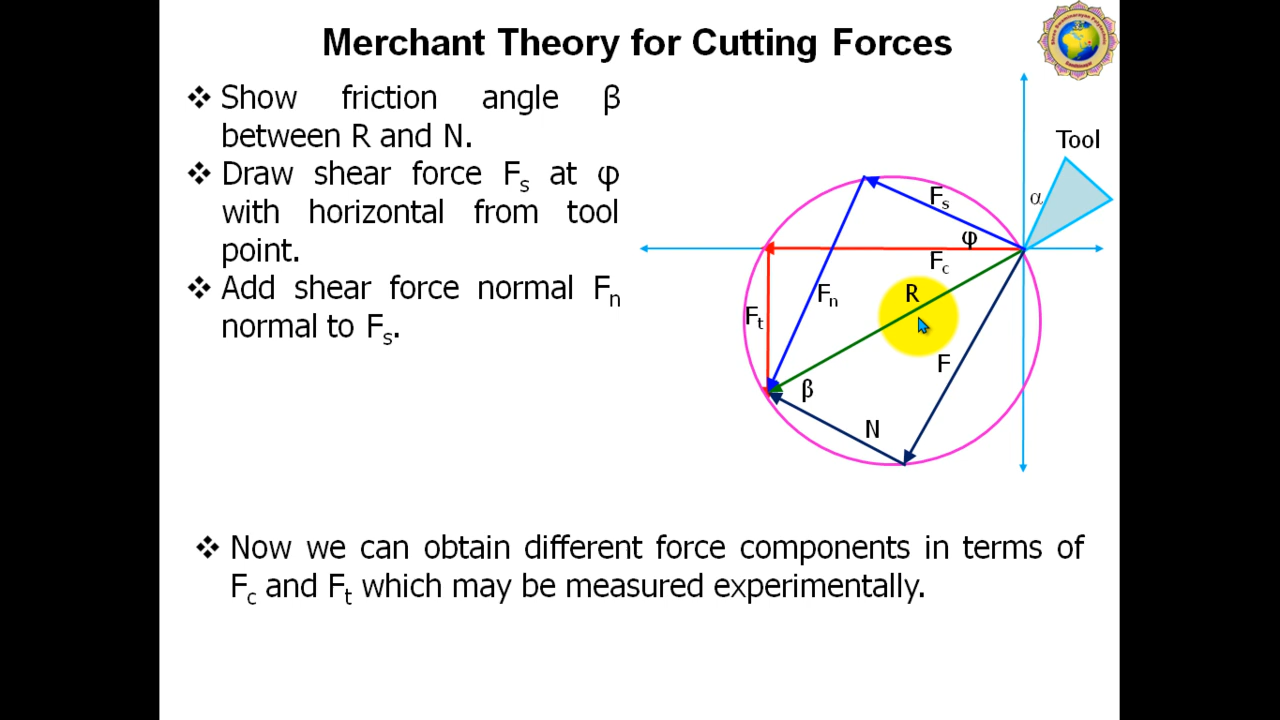 Merchant Theory for Cutting Forces
❖ Show friction angle β
between R and N.
❖ Draw shear force Fs at φ
with horizontal from tool
point.
❖ Add shear force normal Fn
normal to Fs.
Tool
α
Fs
φ
Fc
R
Fn
Ft
F
β
N
❖ Now we can obtain different force components in terms of
Fc and Ft which may be measured experimentally.